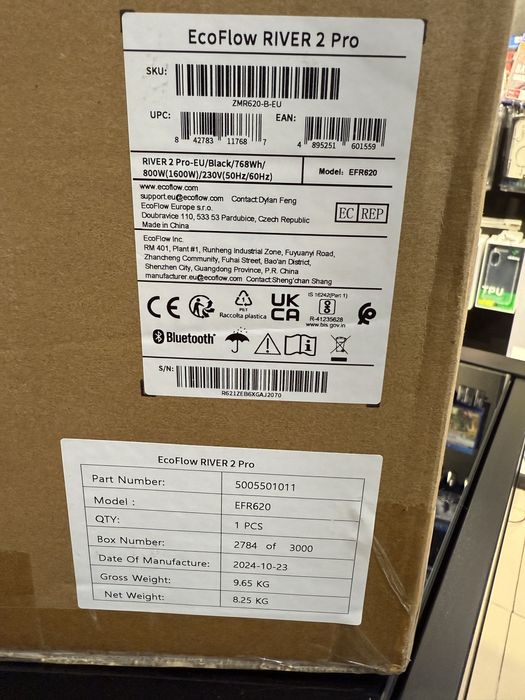 EcoFlow RIVER 2 Pro
SKU:
ZMR620-B-EU
UPC:
8 42783 11768 7
EAN:
4 895251 601559
RIVER 2 Pro-EU/Black/768Wh/
800W(1600W)/230V(50Hz/60Hz)
Model: EFR620
www.ecoflow.com
support.eu@ecoflow.com Contact:Dylan Feng
EcoFlow Europe s.r.o.
Doubravice 110, 533 53 Pardubice, Czech Republic
Made in China
EC REP
EcoFlow Inc.
RM 401, Plant #1, Runheng Industrial Zone, Fuyuanyi Road,
Zhancheng Community, Fuhai Street, Bao'an District,
Shenzhen City, Guangdong Province, P.R. China
manufacturer.eu@ecoflow.com Contact:Sheng'chan Shang
CE
Raccolta plastica
UK
CA
IS 16242(Part 1)
R-41235628
www.bis.gov.in
Bluetooth®
S/N:
R621ZEB6XGAJ2070
EcoFlow RIVER 2 Pro
Part Number: 5005501011
Model : EFR620
QTY: 1 PCS
Box Number: 2784 of 3000
Date Of Manufacture: 2024-10-23
Gross Weight: 9.65 KG
Net Weight: 8.25 KG
TPU